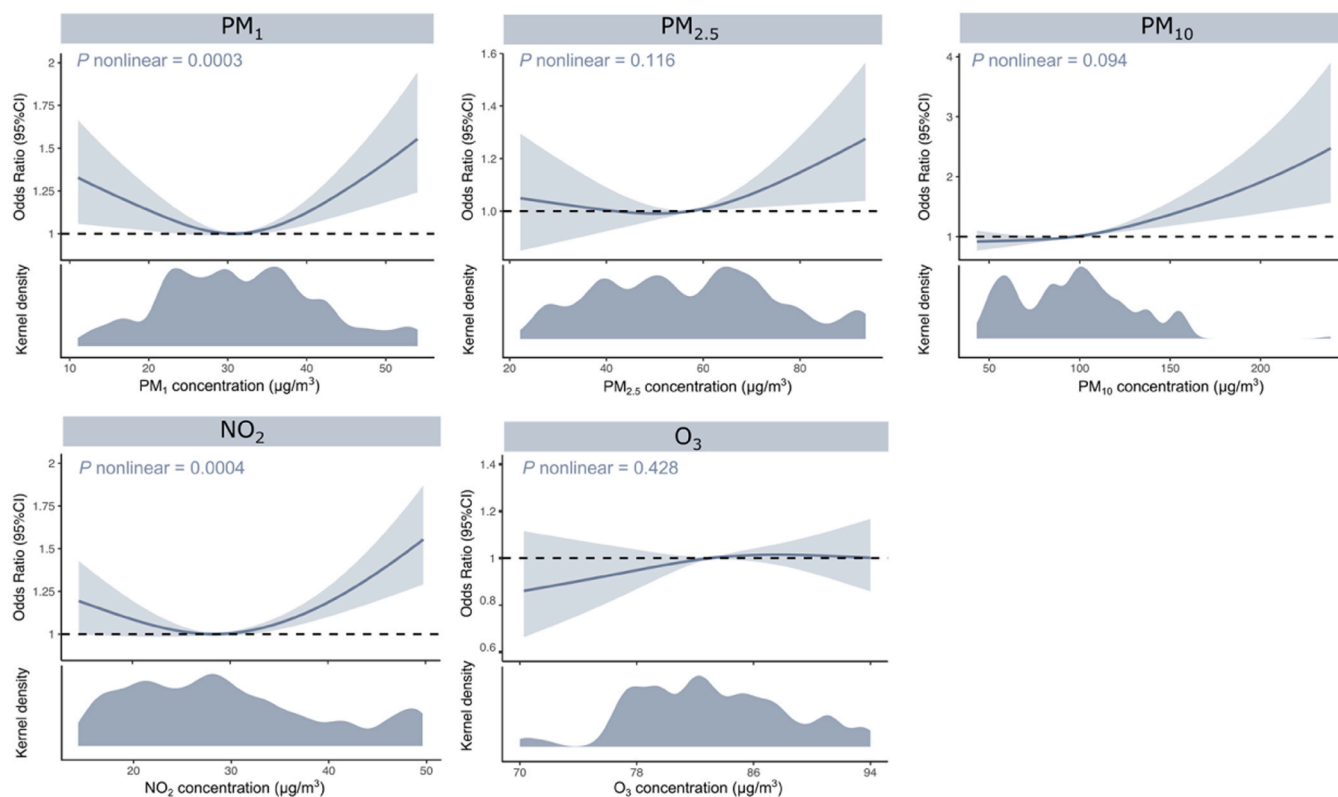 PM₁
P nonlinear = 0.0003
Odds Ratio (95%CI)
2
1.75
1.5
1.25
1
Kernel density
10 20 30 40 50
PM₁ concentration (µg/m³)
PM₂.₅
P nonlinear = 0.116
Odds Ratio (95%CI)
1.6
1.4
1.2
1.0
Kernel density
20 40 60 80
PM₂.₅ concentration (µg/m³)
PM₁₀
P nonlinear = 0.094
Odds Ratio (95%CI)
4
3
2
1
Kernel density
50 100 150 200
PM₁₀ concentration (µg/m³)
NO₂
P nonlinear = 0.0004
Odds Ratio (95%CI)
2
1.75
1.5
1.25
1
Kernel density
20 30 40 50
NO₂ concentration (µg/m³)
O₃
P nonlinear = 0.428
Odds Ratio (95%CI)
1.4
1.2
1
0.8
0.6
Kernel density
70 78 86 94
O₃ concentration (µg/m³)